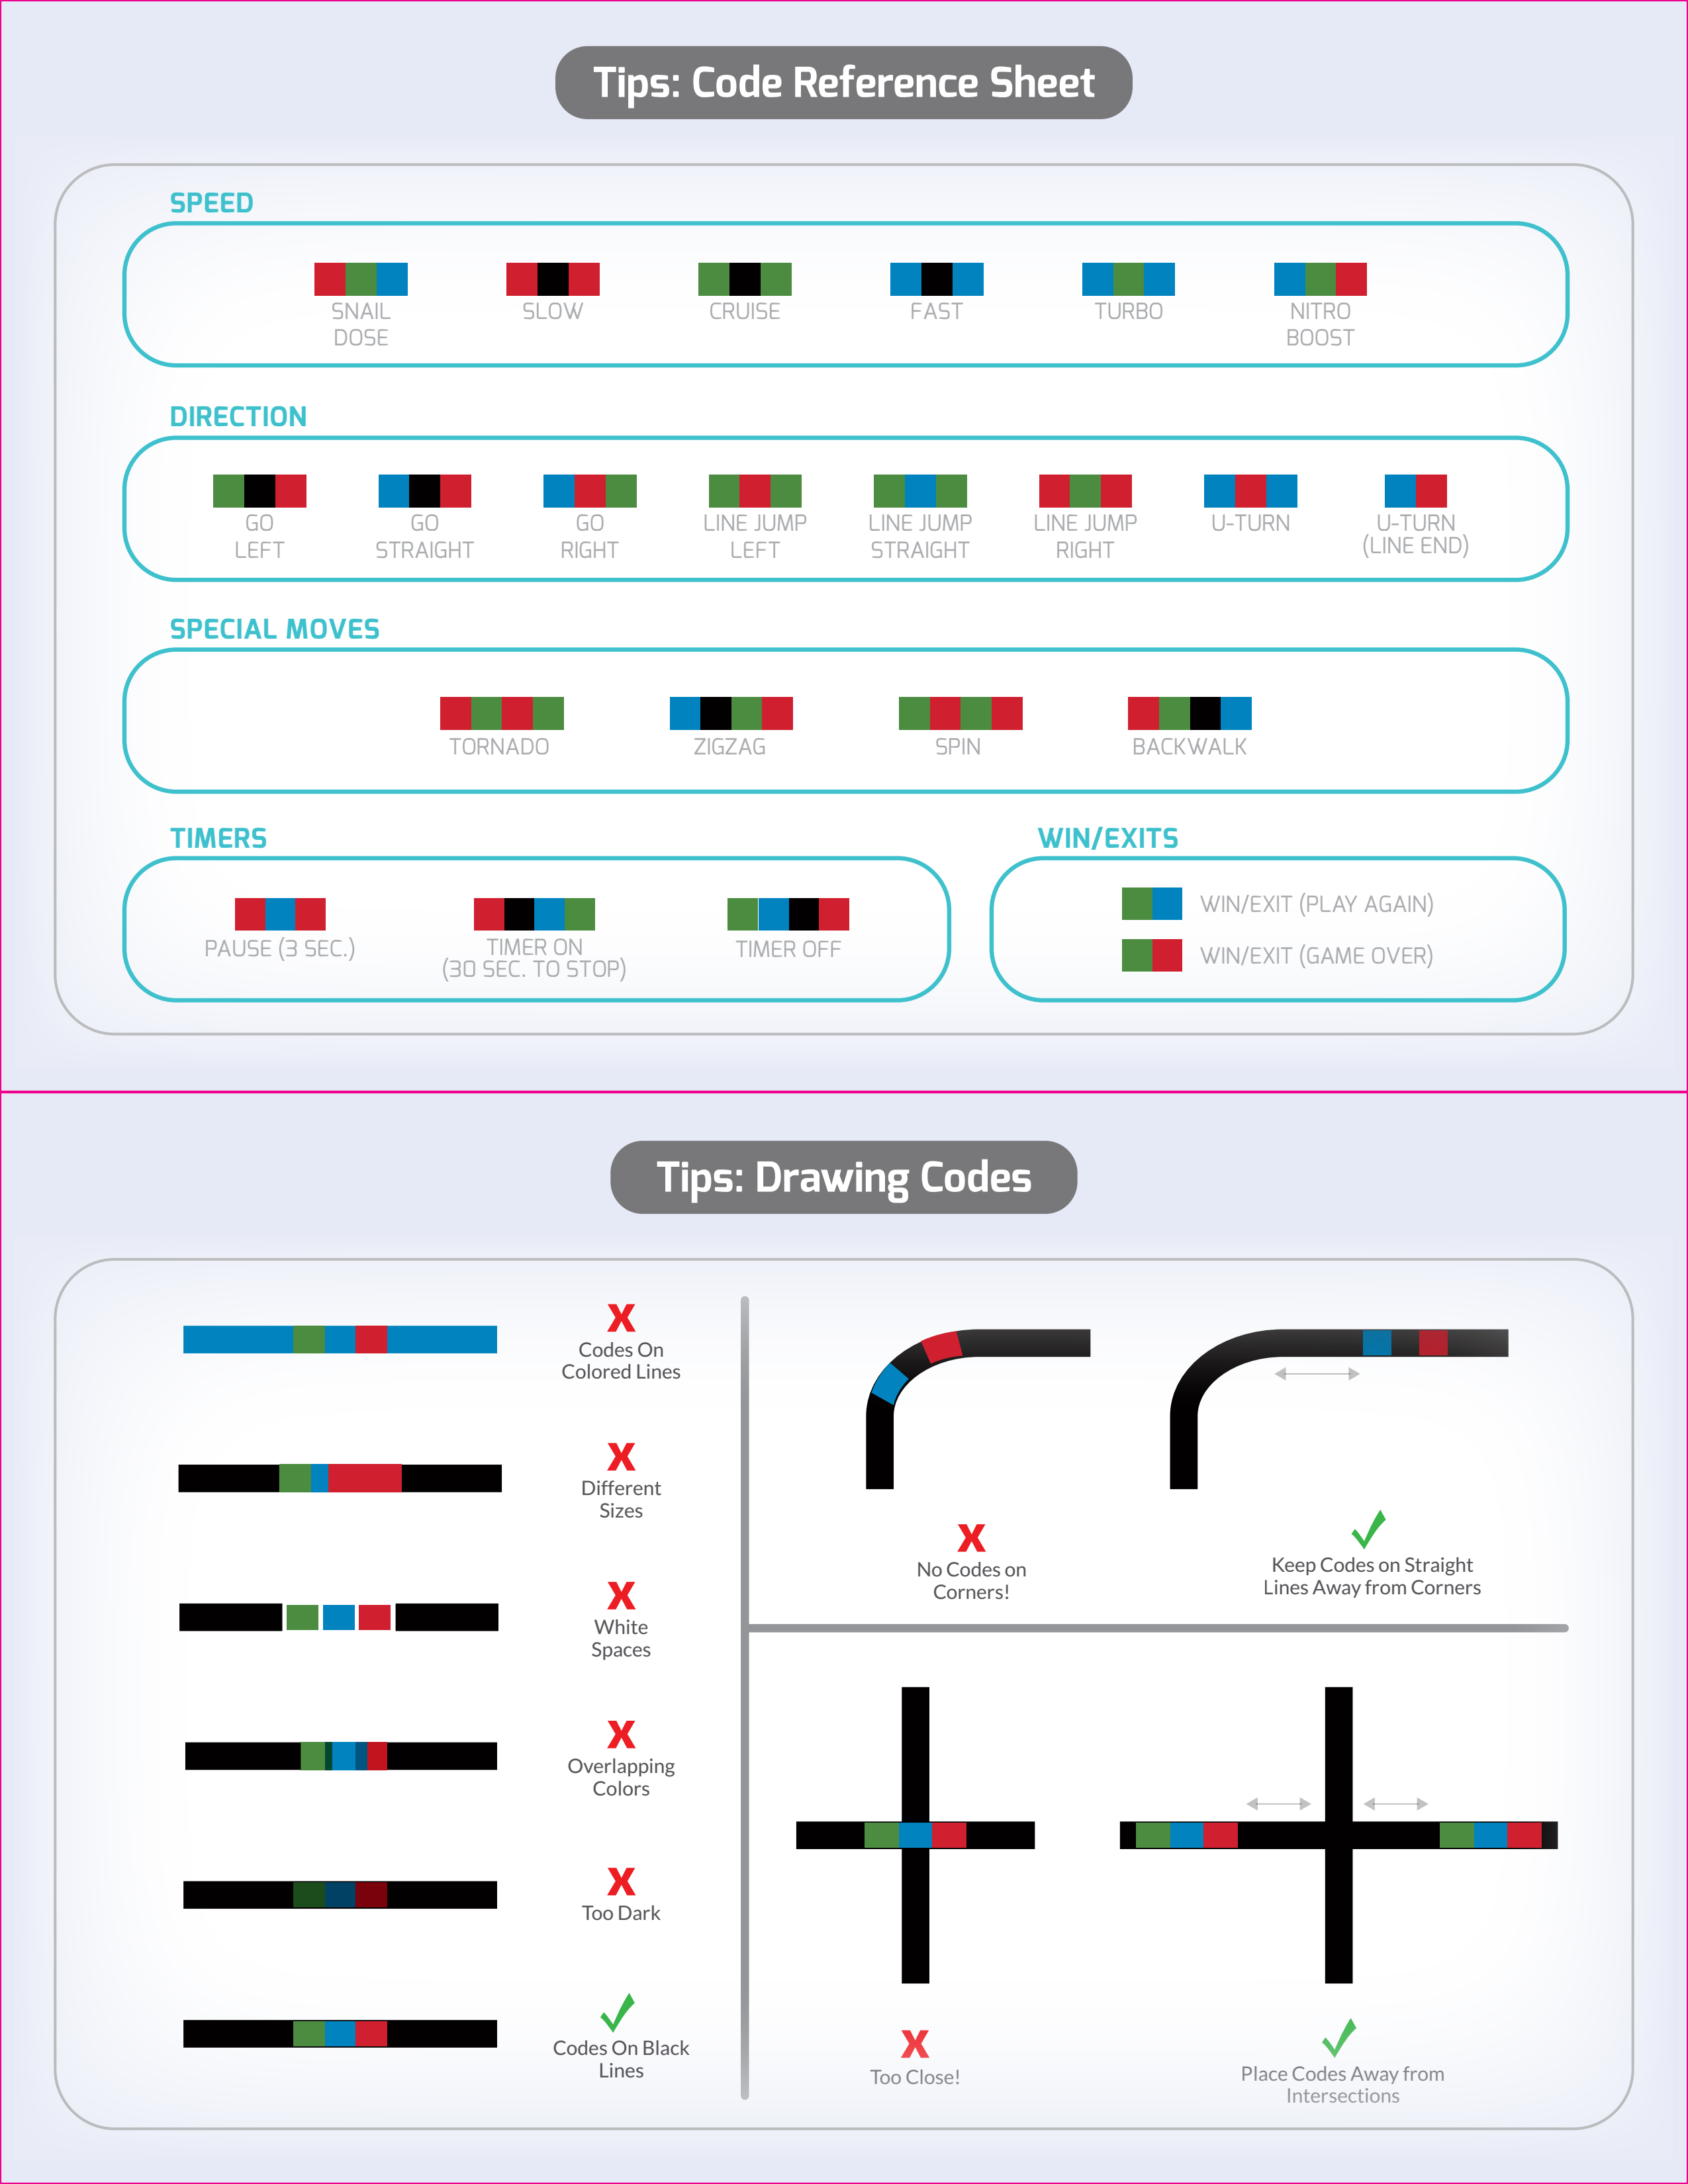 Tips: Code Reference Sheet
SPEED
SNAIL
DOSE
SLOW
CRUISE
FAST
TURBO
NITRO
BOOST
DIRECTION
GO
LEFT
GO
STRAIGHT
GO
RIGHT
LINE JUMP
LEFT
LINE JUMP
STRAIGHT
LINE JUMP
RIGHT
U-TURN
U-TURN
(LINE END)
SPECIAL MOVES
TORNADO
ZIGZAG
SPIN
BACKWALK
TIMERS
PAUSE (3 SEC.)
TIMER ON
(30 SEC. TO STOP)
TIMER OFF
WIN/EXITS
WIN/EXIT (PLAY AGAIN)
WIN/EXIT (GAME OVER)
Tips: Drawing Codes
Codes On
Colored Lines
Different
Sizes
White
Spaces
Overlapping
Colors
Too Dark
Codes On Black
Lines
No Codes on
Corners!
Keep Codes on Straight
Lines Away from Corners
Too Close!
Place Codes Away from
Intersections